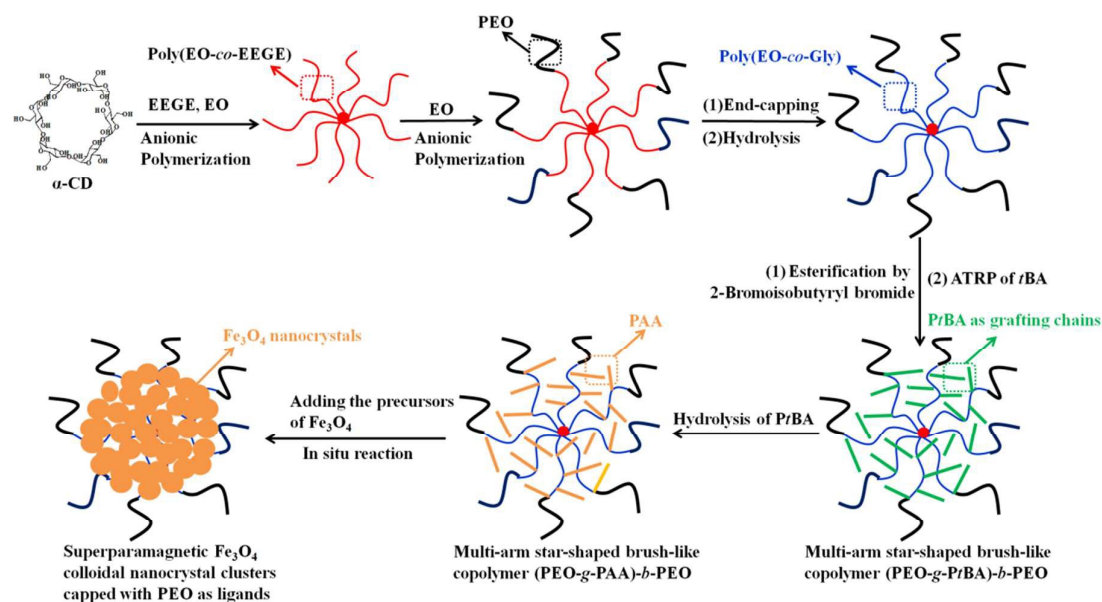 PEO
Poly(EO-co-EEGE)
Poly(EO-co-Gly)
EEGE, EO
Anionic
Polymerization
α-CD
EO
Anionic
Polymerization
(1)End-capping
(2)Hydrolysis
(1) Esterification by
2-Bromoisobutyryl bromide
(2) ATRP of tBA
PtBA as grafting chains
Hydrolysis of PtBA
PAA
Adding the precursors
of Fe3O4
In situ reaction
Fe3O4 nanocrystals
Superparamagnetic Fe3O4
colloidal nanocrystal clusters
capped with PEO as ligands
Multi-arm star-shaped brush-like
copolymer (PEO-g-PAA)-b-PEO
Multi-arm star-shaped brush-like
copolymer (PEO-g-PtBA)-b-PEO